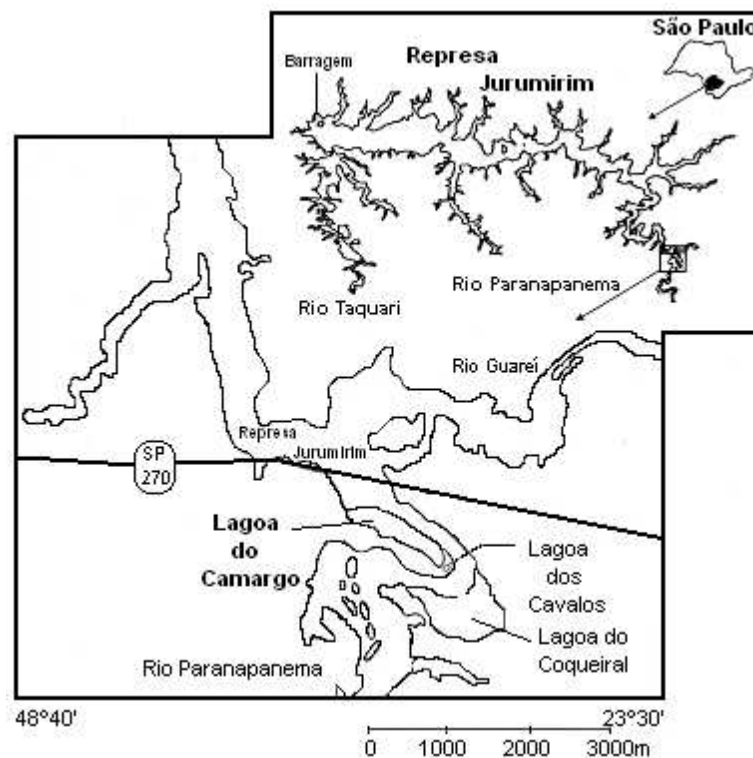 São Paulo
Represa
Jurumirim
Barragem
Rio Paranapanema
Rio Taquari
Rio Guareí
Represa
Jurumirim
SP
270
Lagoa
do
Camargo
Lagoa
dos
Cavalos
Lagoa do
Coqueiral
Rio Paranapanema
48°40'
23°30'
0 1000 2000 3000m